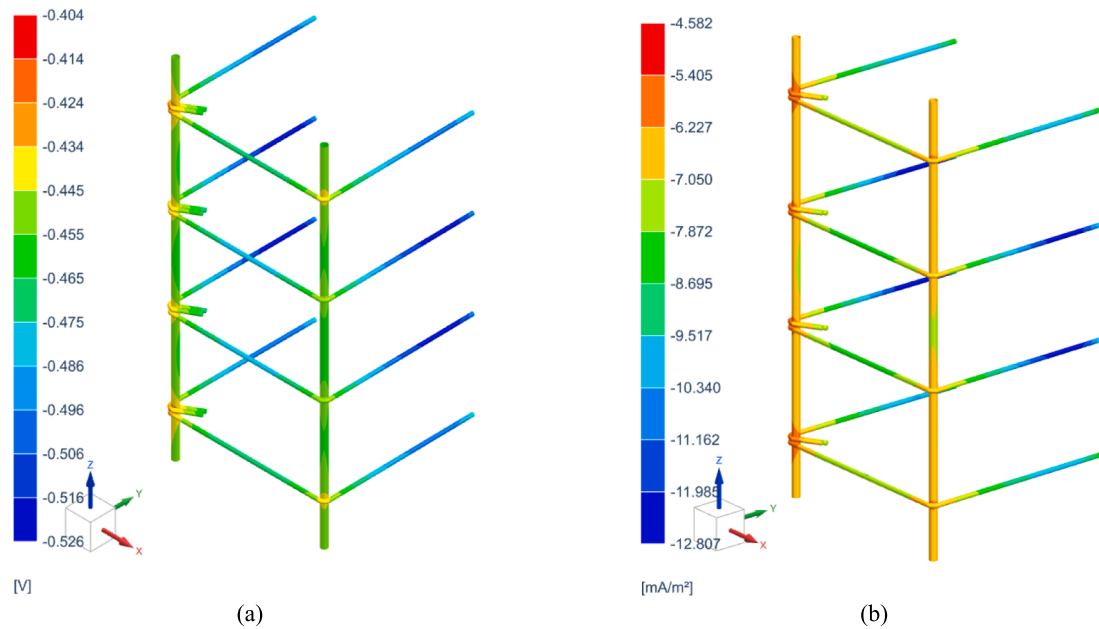 -0.404
-0.414
-0.424
-0.434
-0.445
-0.455
-0.465
-0.475
-0.486
-0.496
-0.506
-0.516
-0.526
[V]
Z
Y
X
(a)
-4.582
-5.405
-6.227
-7.050
-7.872
-8.695
-9.517
-10.340
-11.162
-11.985
-12.807
[mA/m²]
Z
Y
X
(b)